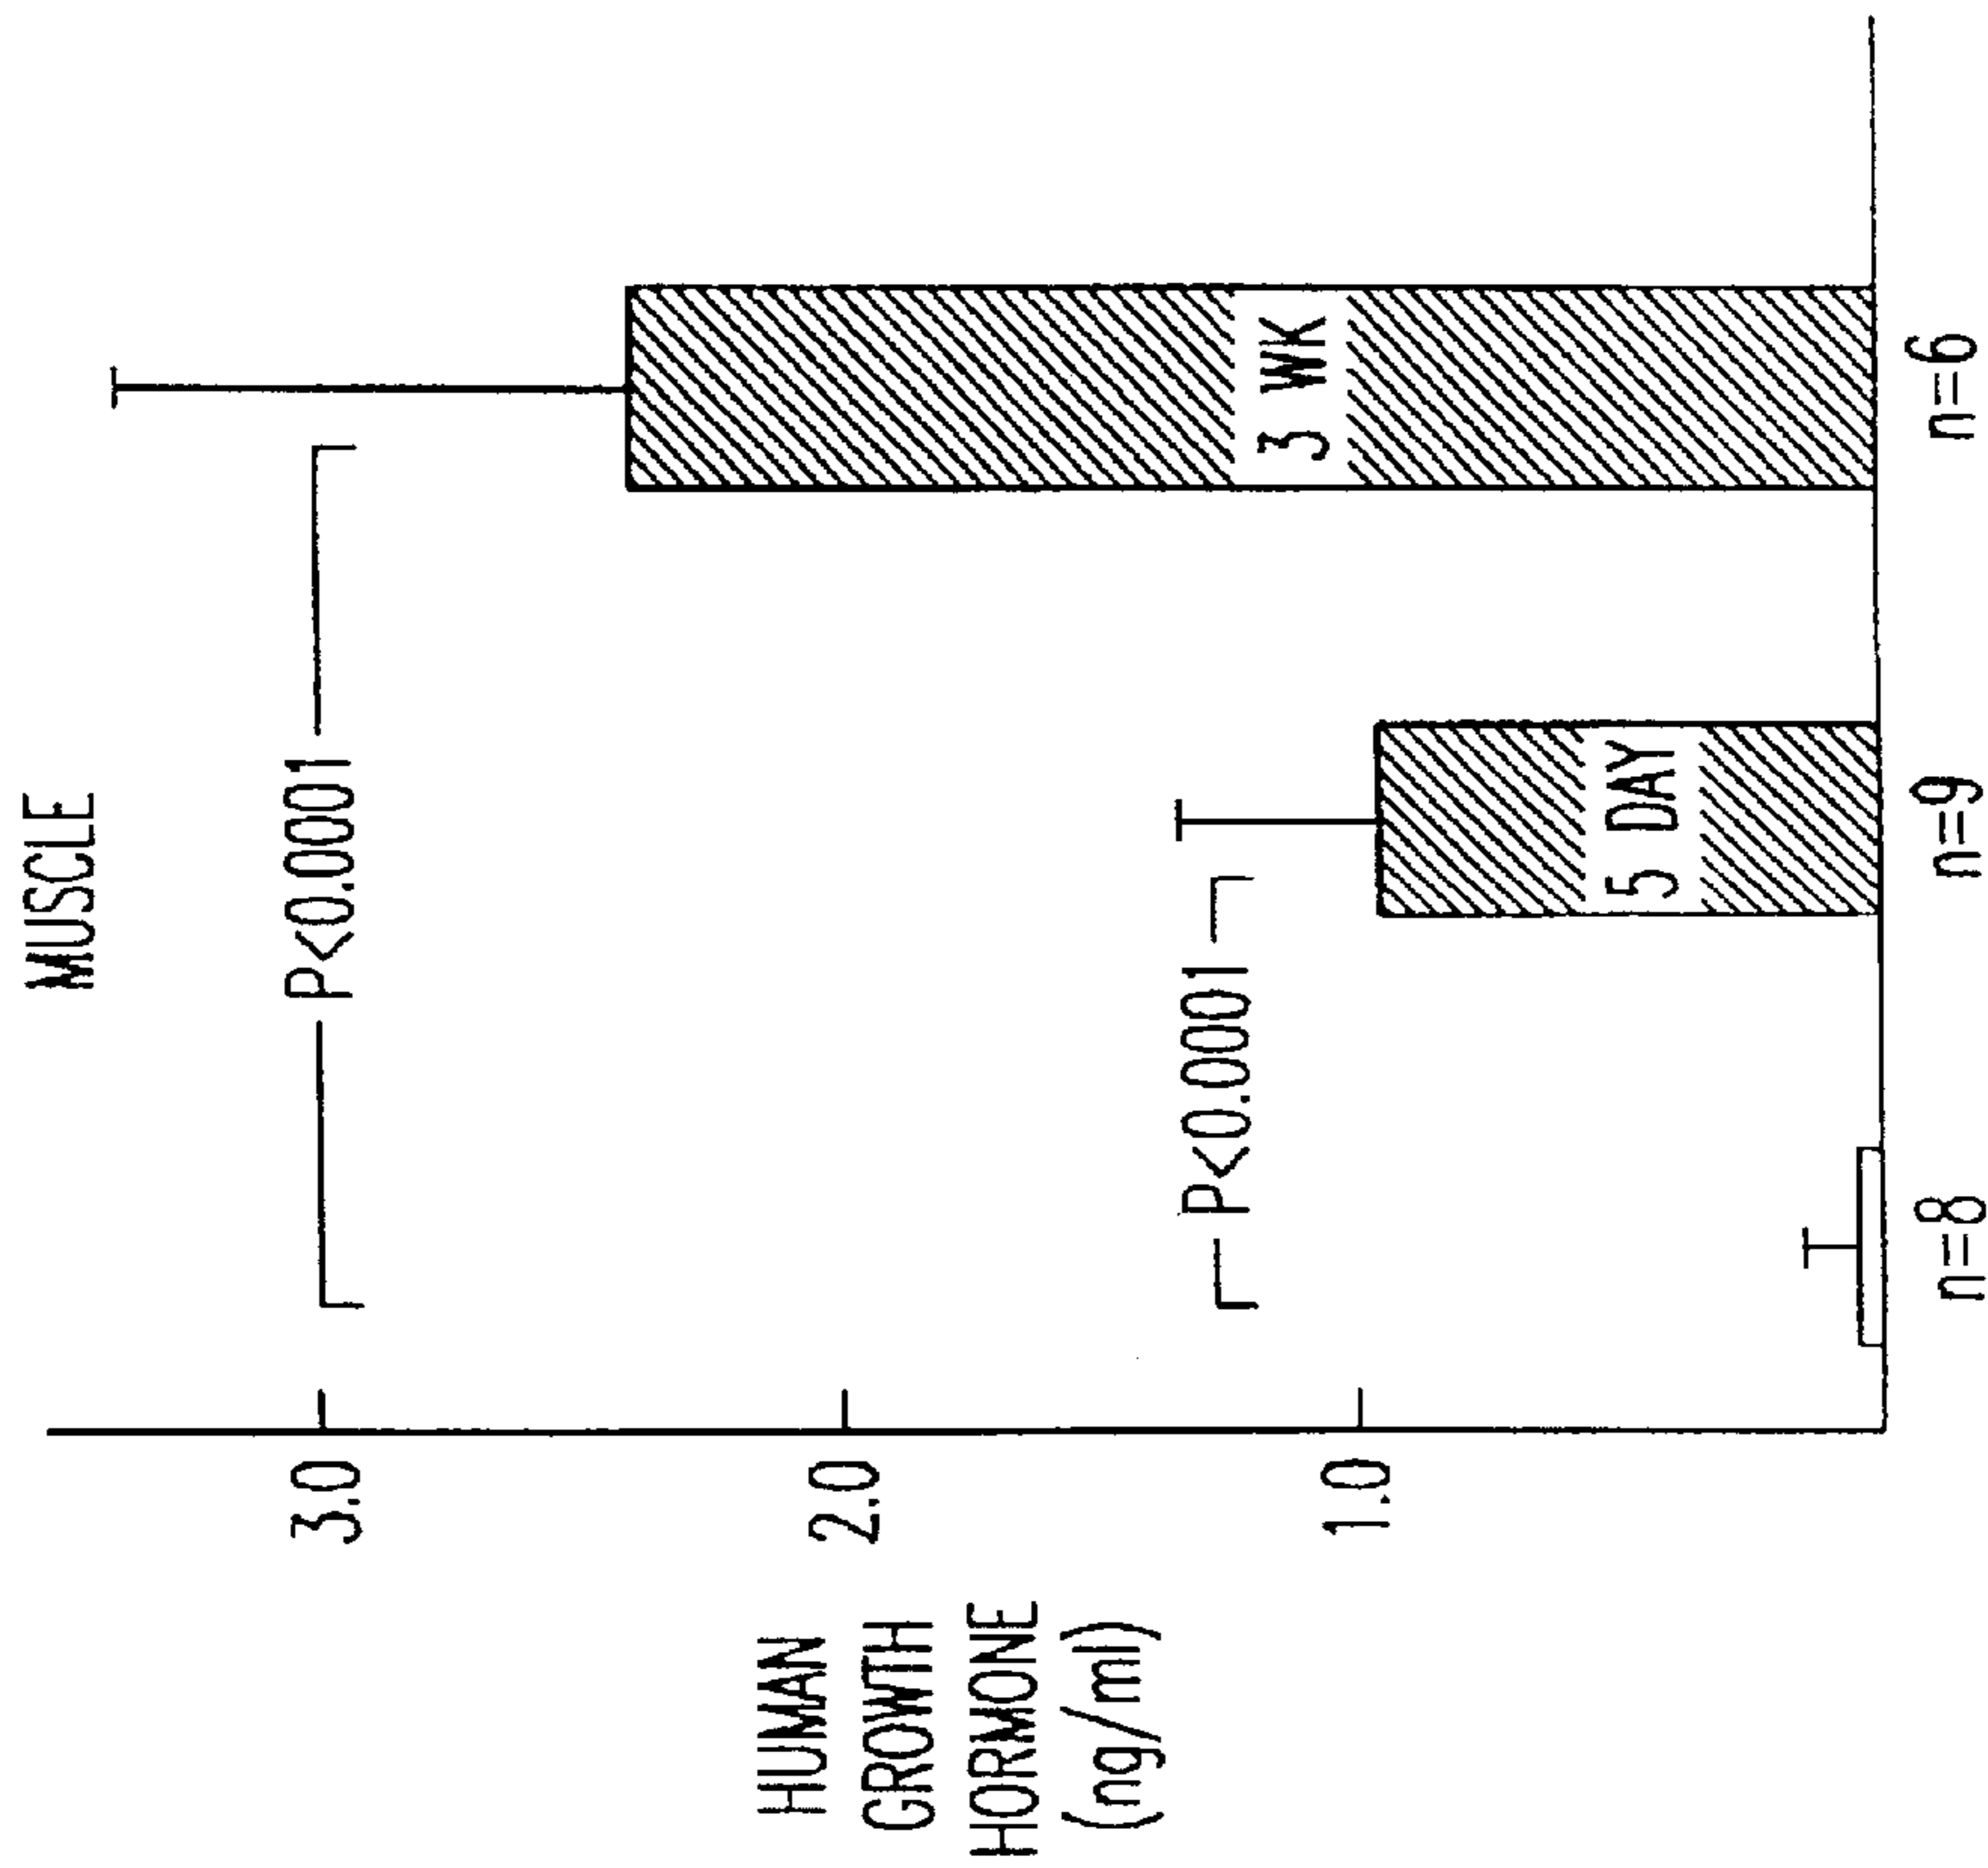 MUSCLE
P<0.0001
P<0.0001
3.0
2.0
1.0
HUMAN
GROWTH
HORMONE
(ng/ml)
3 WK
5 DAY
n=8
n=9
n=6